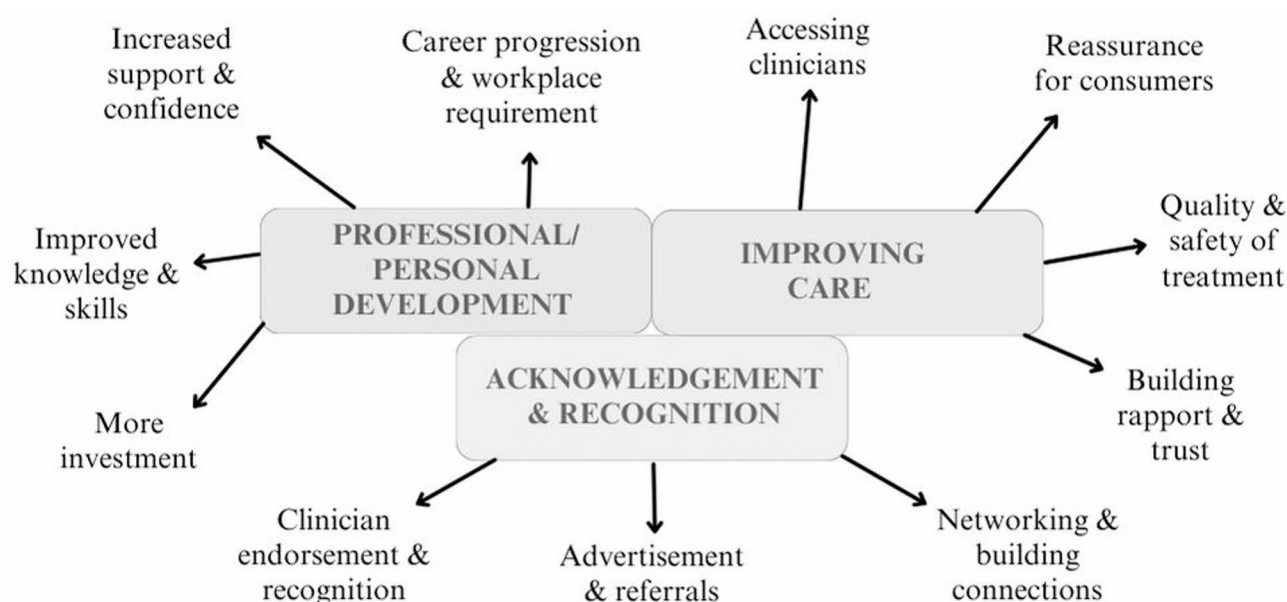 Increased
support &
confidence
Career progression
& workplace
requirement
Accessing
clinicians
Reassurance
for consumers
Improved
knowledge &
skills
PROFESSIONAL/
PERSONAL
DEVELOPMENT
IMPROVING
CARE
Quality &
safety of
treatment
More
investment
ACKNOWLEDGEMENT
& RECOGNITION
Building
rapport &
trust
Clinician
endorsement &
recognition
Advertisement
& referrals
Networking &
building
connections